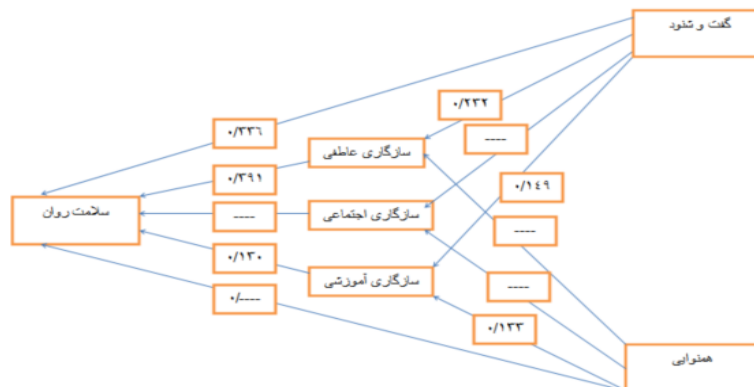 گفت و شنود
۰/۲۳۲
۰/۳۳۶
----
سازگاری عاطفی
۰/۳۹۱
۰/۱٤۹
سلامت روان
----
سازگاری اجتماعی
----
۰/۱۳۰
سازگاری آموزشی
----
۰/----
۰/۱۳۳
همنوایی